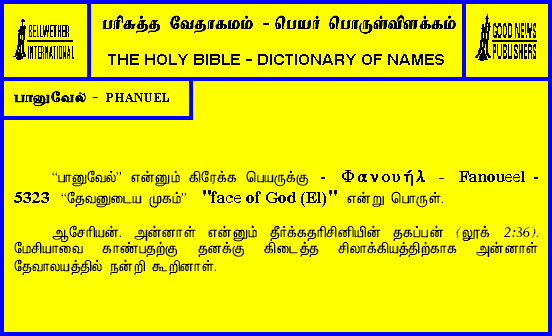 BELLWETHER
INTERNATIONAL
பரிசுத்த வேதாகமம் - பெயர் பொருள்விளக்கம்
THE HOLY BIBLE - DICTIONARY OF NAMES
GOOD NEWS
PUBLISHERS
பானுவேல் - PHANUEL
“பானுவேல்” என்னும் கிரேக்க பெயருக்கு - Φανουήλ - Fanoueel -
5323 “தேவனுடைய முகம்” "face of God (El)" என்று பொருள்.
ஆசேரியன். அன்னாள் என்னும் தீர்க்கதரிசினியின் தகப்பன் (லூக் 2:36).
மேசியாவை காண்பதற்கு தனக்கு கிடைத்த சிலாக்கியத்திற்காக அன்னாள்
தேவாலயத்தில் நன்றி கூறினாள்.